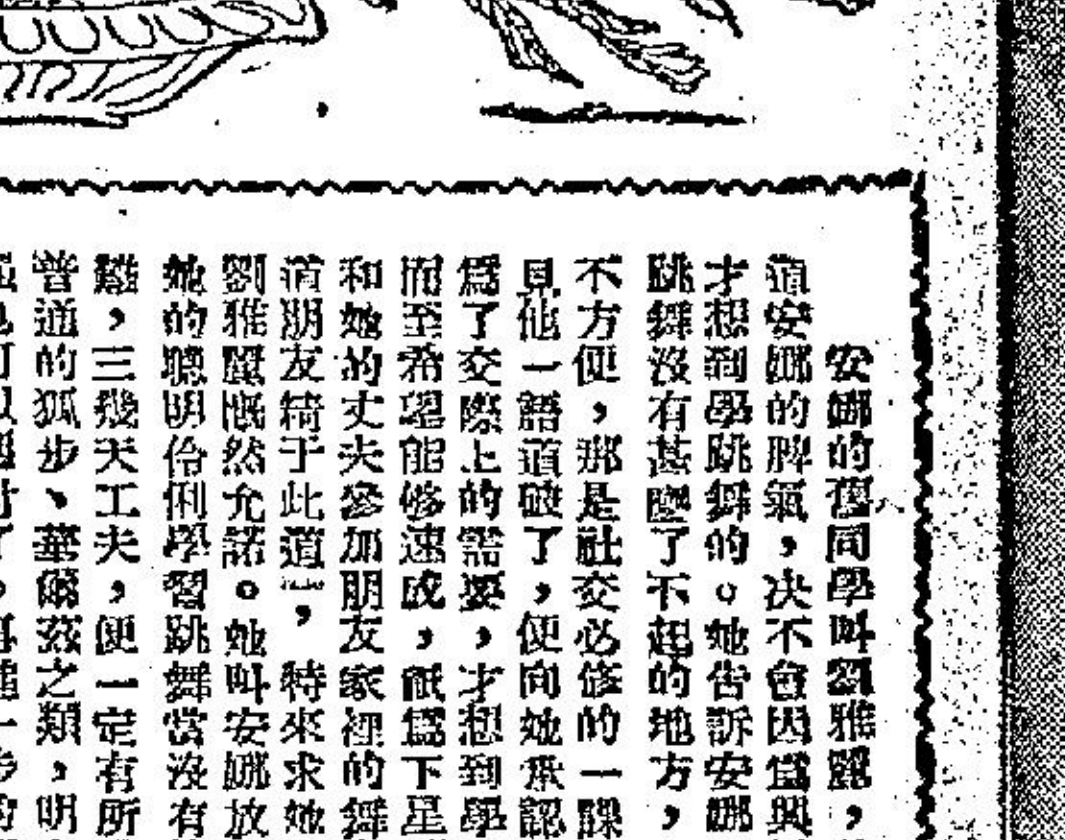 安娜的舊同學叫劉雅麗，
道安娜的脾氣，決不會因爲與
才想到學跳舞的。她告訴安娜
跳舞沒有甚麼了不起的地方，
不方便，那是社交必修的一課
見他一語道破了，便向她承認
爲了交際上的需要，才想到學
而至希望能够速成，祇爲下星
和她的丈夫參加朋友家裡的舞
道朋友精于此道，特來求她
劉雅麗慨然允諾。她叫安娜放
她的聰明伶俐學習跳舞當沒有
難，三幾天工夫，便一定有所
普通的狐步、華爾茲之類，明